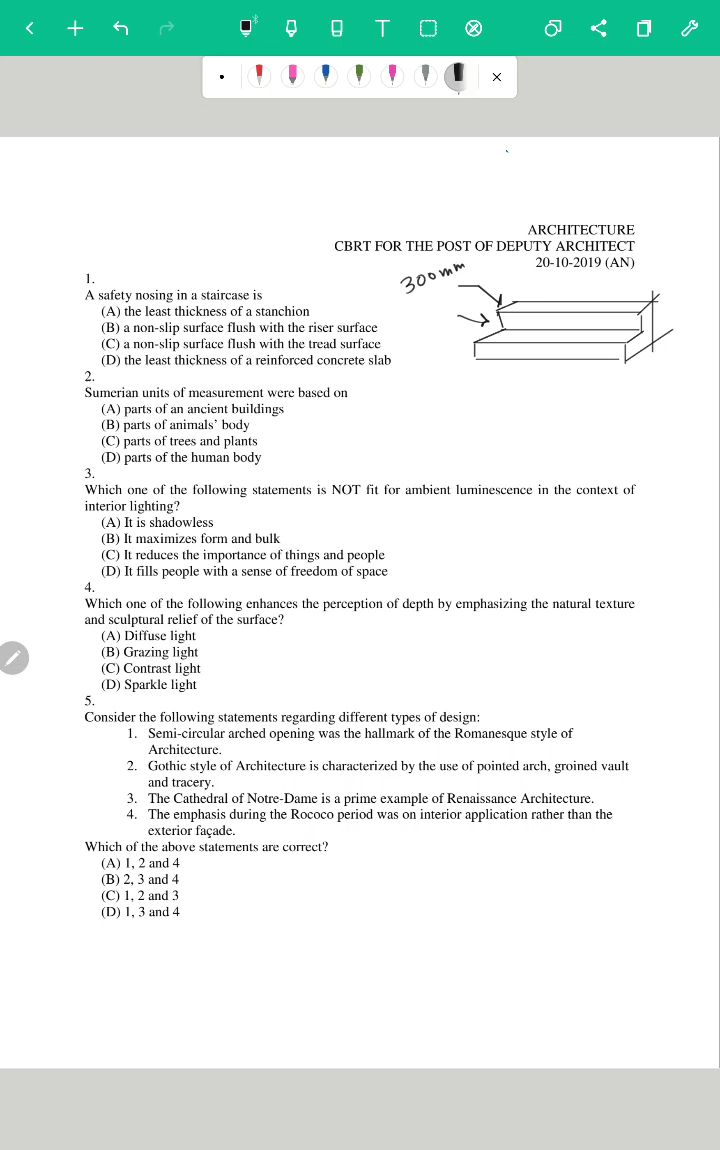 ARCHITECTURE
CBRT FOR THE POST OF DEPUTY ARCHITECT
20-10-2019 (AN)
300mm
1.
A safety nosing in a staircase is
(A) the least thickness of a stanchion
(B) a non-slip surface flush with the riser surface
(C) a non-slip surface flush with the tread surface
(D) the least thickness of a reinforced concrete slab
2.
Sumerian units of measurement were based on
(A) parts of an ancient buildings
(B) parts of animals’ body
(C) parts of trees and plants
(D) parts of the human body
3.
Which one of the following statements is NOT fit for ambient luminescence in the context of
interior lighting?
(A) It is shadowless
(B) It maximizes form and bulk
(C) It reduces the importance of things and people
(D) It fills people with a sense of freedom of space
4.
Which one of the following enhances the perception of depth by emphasizing the natural texture
and sculptural relief of the surface?
(A) Diffuse light
(B) Grazing light
(C) Contrast light
(D) Sparkle light
5.
Consider the following statements regarding different types of design:
1. Semi-circular arched opening was the hallmark of the Romanesque style of
Architecture.
2. Gothic style of Architecture is characterized by the use of pointed arch, groined vault
and tracery.
3. The Cathedral of Notre-Dame is a prime example of Renaissance Architecture.
4. The emphasis during the Rococo period was on interior application rather than the
exterior façade.
Which of the above statements are correct?
(A) 1, 2 and 4
(B) 2, 3 and 4
(C) 1, 2 and 3
(D) 1, 3 and 4